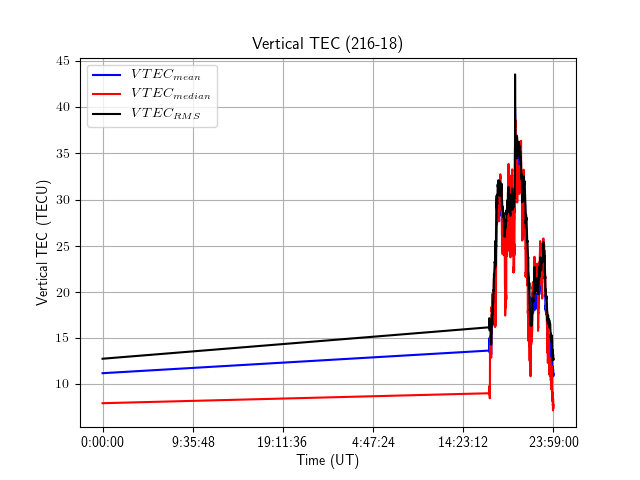 Vertical TEC (216-18)
VTEC_mean
VTEC_median
VTEC_RMS
Vertical TEC (TECU)
45
40
35
30
25
20
15
10
0:00:00 9:35:48 19:11:36 4:47:24 14:23:12 23:59:00
Time (UT)